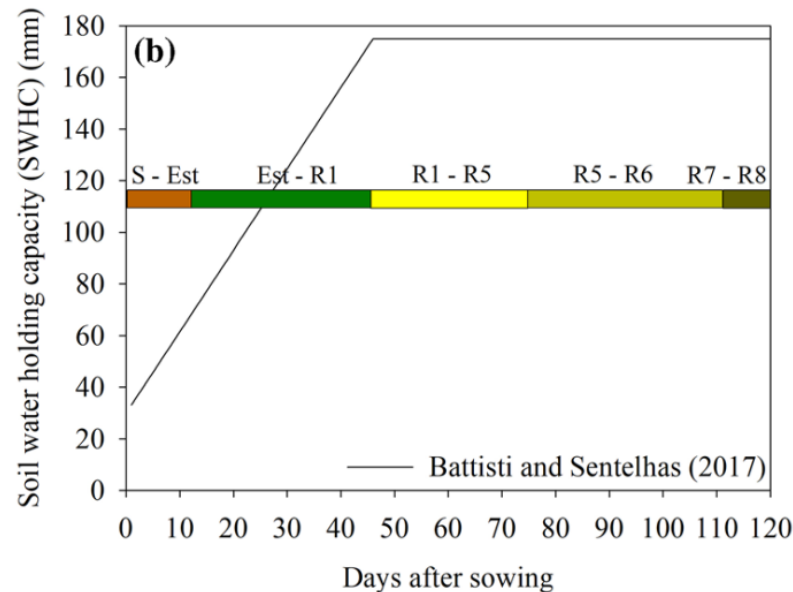 (b)
Soil water holding capacity (SWHC) (mm)
180
160
140
120
100
80
60
40
20
0
S - Est
Est - R1
R1 - R5
R5 - R6
R7 - R8
Battisti and Sentelhas (2017)
0 10 20 30 40 50 60 70 80 90 100 110 120
Days after sowing